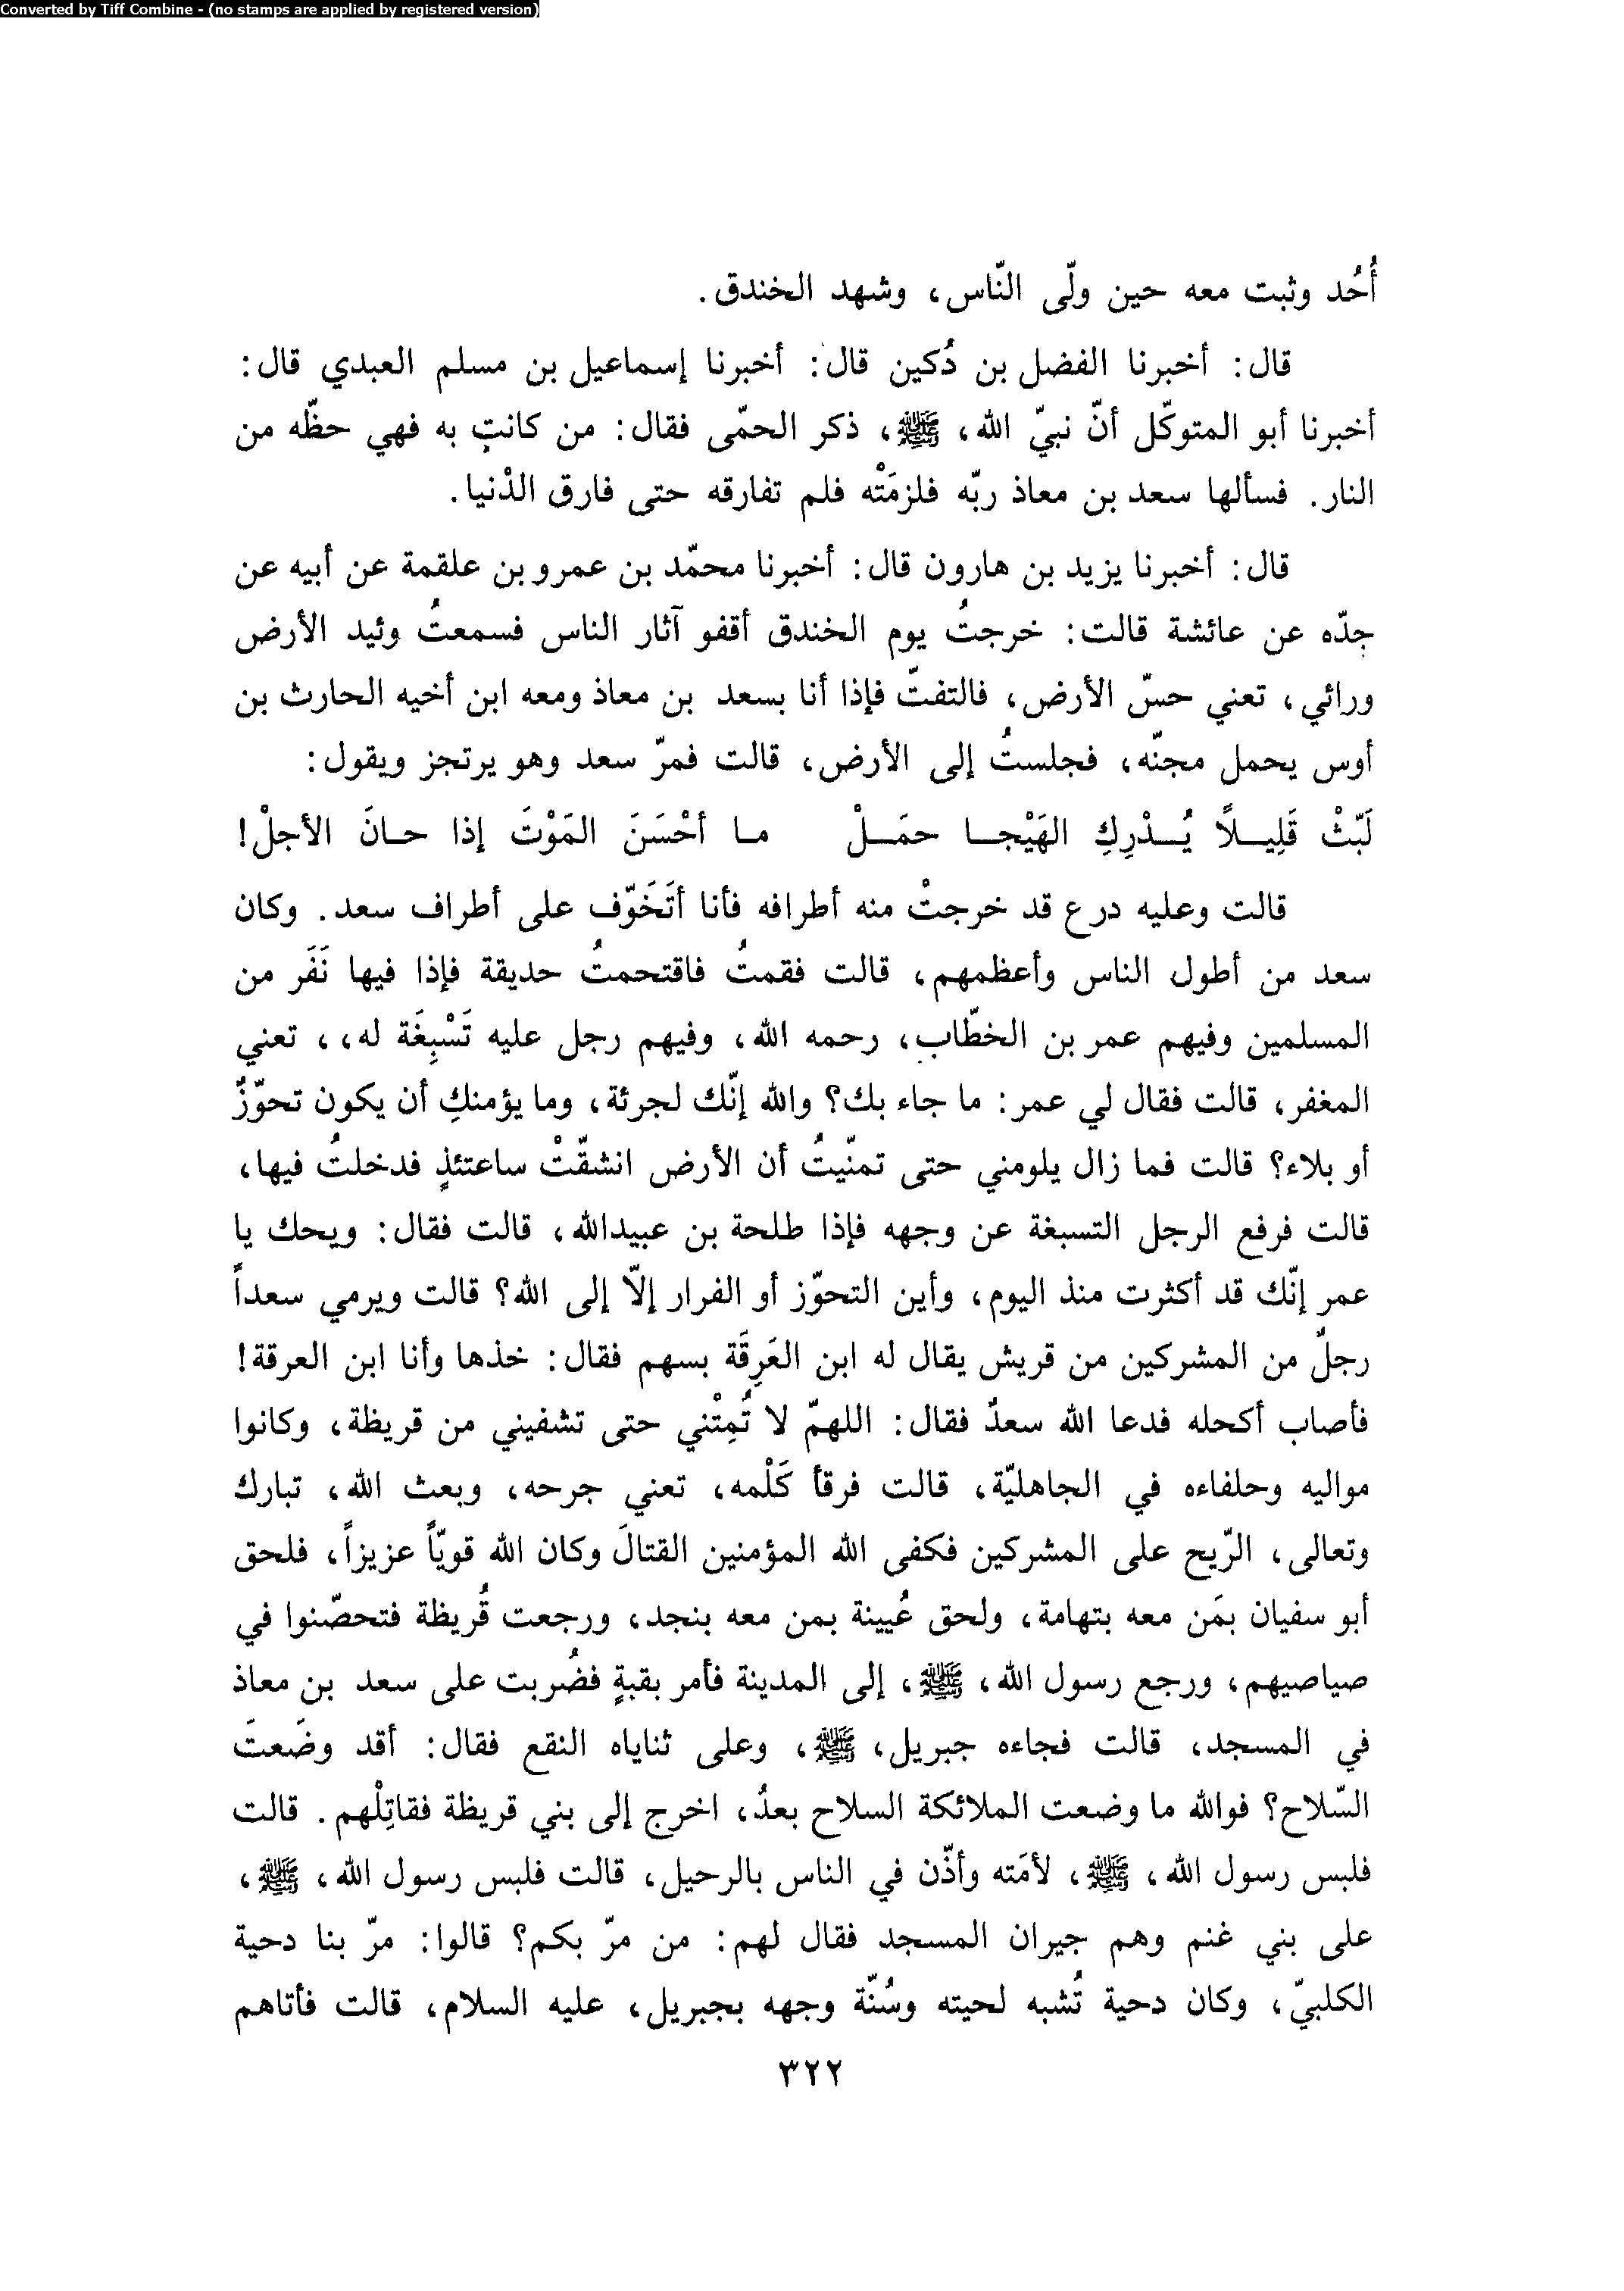 Converted by Tiff Combine - (no stamps are applied by registered version)
أُحُد وثبت معه حين ولّى النّاس، وشهد الخندق.
قال: أخبرنا الفضل بن دُكين قال: أخبرنا إسماعيل بن مسلم العبدي قال:
أخبرنا أبو المتوكّل أنّ نبيّ الله، ﷺ، ذكر الحمّى فقال: من كانت به فهي حظّه من
النار. فسألها سعد بن معاذ ربّه فلزمَتْه فلم تفارقه حتى فارق الدْنيا.
قال: أخبرنا يزيد بن هارون قال: أخبرنا محمّد بن عمرو بن علقمة عن أبيه عن
جدّه عن عائشة قالت: خرجتُ يوم الخندق أقفو آثار الناس فسمعتُ وئيد الأرض
ورائي، تعني حسّ الأرض، فالتفتّ فإذا أنا بسعد بن معاذ ومعه ابن أخيه الحارث بن
أوس يحمل مجنّه، فجلستُ إلى الأرض، قالت فمرّ سعد وهو يرتجز ويقول:
لَبّثْ قَلِيـلاً يُـدْرِكِ الهَيْجـا حمَـلْ ما أحْسَنَ المَوْتَ إذا حـانَ الأجلْ!
قالت وعليه درع قد خرجتْ منه أطرافه فأنا أتَخَوّف على أطراف سعد. وكان
سعد من أطول الناس وأعظمهم، قالت فقمتُ فاقتحمتُ حديقة فإذا فيها نَفَر من
المسلمين وفيهم عمر بن الخطّاب، رحمه الله، وفيهم رجل عليه تَسْبِغَة له،، تعني
المغفر، قالت فقال لي عمر: ما جاء بك؟ والله إنّك لجرئة، وما يؤمنكِ أن يكون تحوّزٌ
أو بلاء؟ قالت فما زال يلومني حتى تمنّيتُ أن الأرض انشقّتْ ساعتئذٍ فدخلتُ فيها،
قالت فرفع الرجل التسبغة عن وجهه فإذا طلحة بن عبيدالله، قالت فقال: ويحك يا
عمر إنّك قد أكثرت منذ اليوم، وأين التحوّز أو الفرار إلاّ إلى الله؟ قالت ويرمي سعداً
رجلٌ من المشركين من قريش يقال له ابن العَرِقَة بسهم فقال: خذها وأنا ابن العرقة!
فأصاب أكحله فدعا الله سعدٌ فقال: اللهمّ لا تُمِتْني حتى تشفيني من قريظة، وكانوا
مواليه وحلفاءه في الجاهليّة، قالت فرقأ كَلْمه، تعني جرحه، وبعث الله، تبارك
وتعالى، الرّيح على المشركين فكفى الله المؤمنين القتالَ وكان الله قويّاً عزيزاً، فلحق
أبو سفيان بمَن معه بتهامة، ولحق عُيينة بمن معه بنجد، ورجعت قُريظة فتحصّنوا في
صياصيهم، ورجع رسول الله، ﷺ، إلى المدينة فأمر بقبةٍ فضُربت على سعد بن معاذ
في المسجد، قالت فجاءه جبريل، ﷺ، وعلى ثناياه النقع فقال: أقد وضَعتَ
السّلاح؟ فوالله ما وضعت الملائكة السلاح بعدُ، اخرج إلى بني قريظة فقاتِلْهم. قالت
فلبس رسول الله، ﷺ، لأمَته وأذّن في الناس بالرحيل، قالت فلبس رسول الله، ﷺ،
على بني غنم وهم جيران المسجد فقال لهم: من مرّ بكم؟ قالوا: مرّ بنا دحية
الكلبيّ، وكان دحية تُشبه لحيته وسُنّة وجهه بجبريل، عليه السلام، قالت فأتاهم
٣٢٢